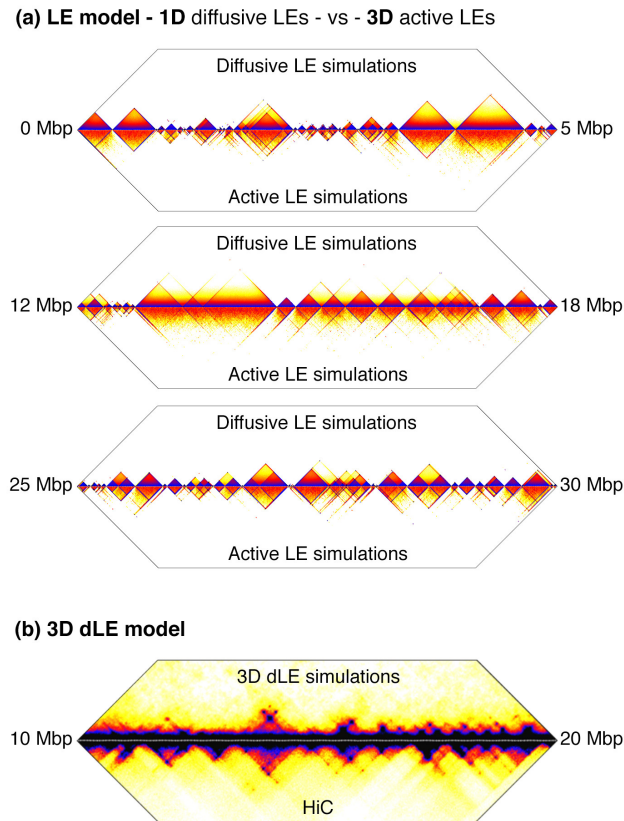 (a) LE model - 1D diffusive LEs - vs - 3D active LEs
Diffusive LE simulations
0 Mbp
5 Mbp
Active LE simulations
Diffusive LE simulations
12 Mbp
18 Mbp
Active LE simulations
Diffusive LE simulations
25 Mbp
30 Mbp
Active LE simulations
(b) 3D dLE model
3D dLE simulations
10 Mbp
20 Mbp
HiC